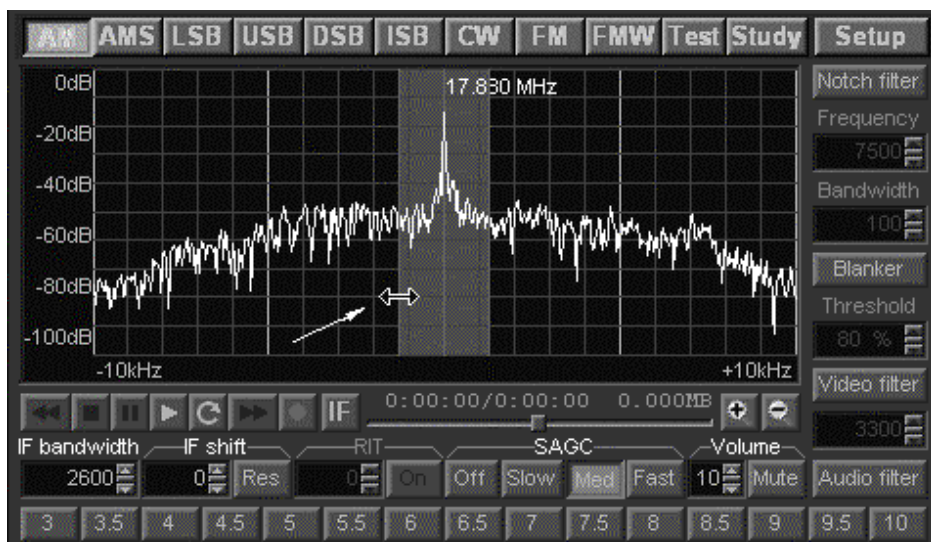 AM AMS LSB USB DSB ISB CW FM FMW Test Study Setup
0dB 17.830 MHz Notch filter
Frequency
-20dB 7500
-40dB Bandwidth
-60dB 100
Blanker
-80dB Threshold
-100dB 80 %
-10kHz +10kHz Video filter
IF 0:00:00/0:00:00 0.000MB 3300
IF bandwidth IF shift RIT SAGC Volume
2600 0 Res 0 On Off Slow Med Fast 10 Mute Audio filter
3 3.5 4 4.5 5 5.5 6 6.5 7 7.5 8 8.5 9 9.5 10